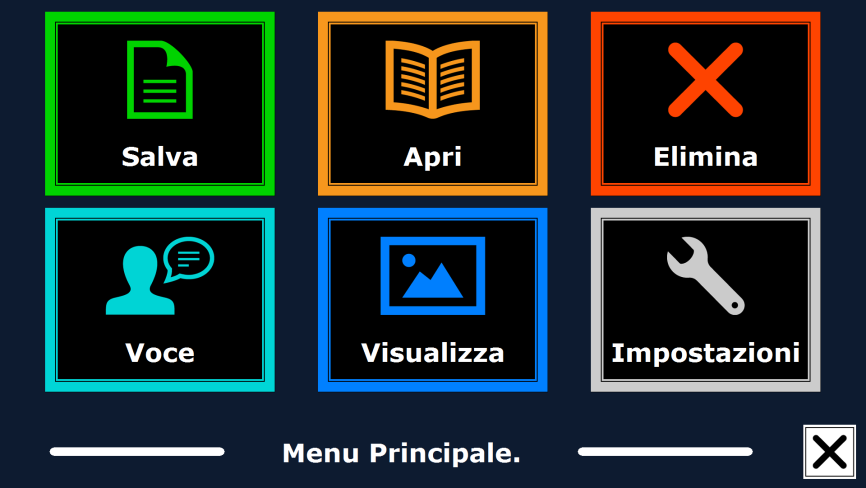 Salva
Apri
Elimina
Voce
Visualizza
Impostazioni
Menu Principale.